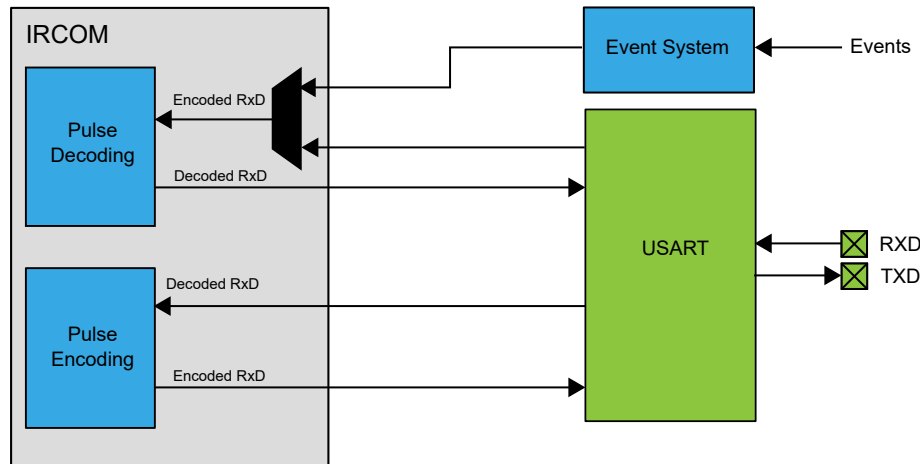 IRCOM
Event System
Events
Encoded RxD
Pulse
Decoding
Decoded RxD
USART
RXD
TXD
Decoded RxD
Pulse
Encoding
Encoded RxD